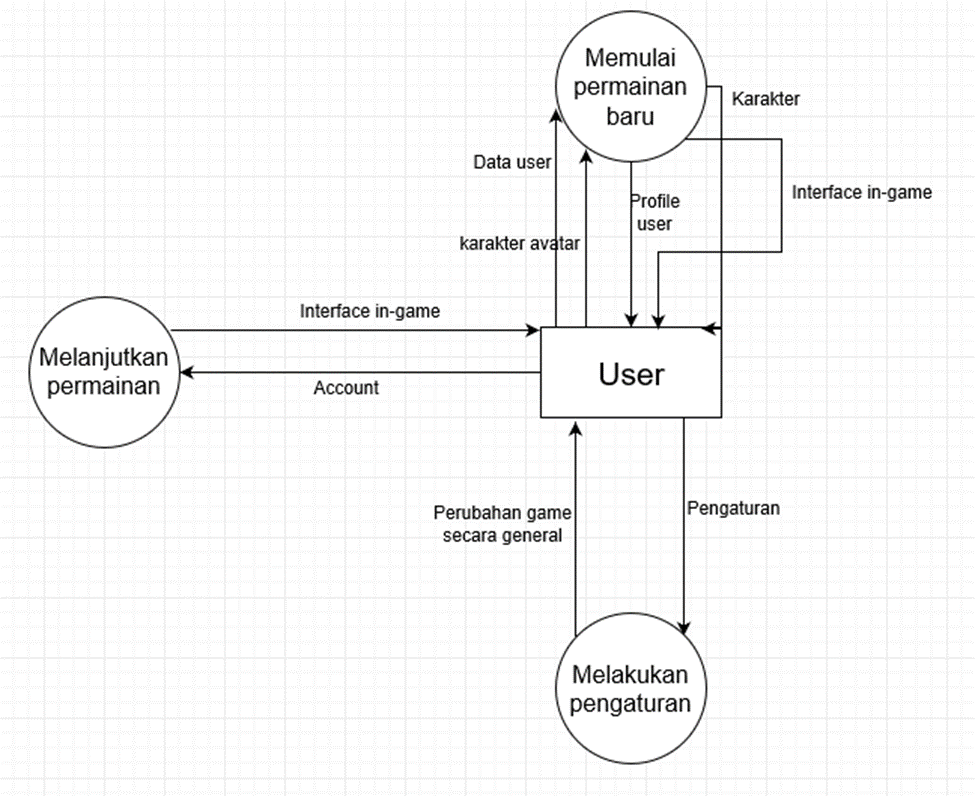 Memulai
permainan
baru
Karakter
Data user
Profile
user
Interface in-game
karakter avatar
Interface in-game
Melanjutkan
permainan
User
Account
Perubahan game
secara general
Pengaturan
Melakukan
pengaturan